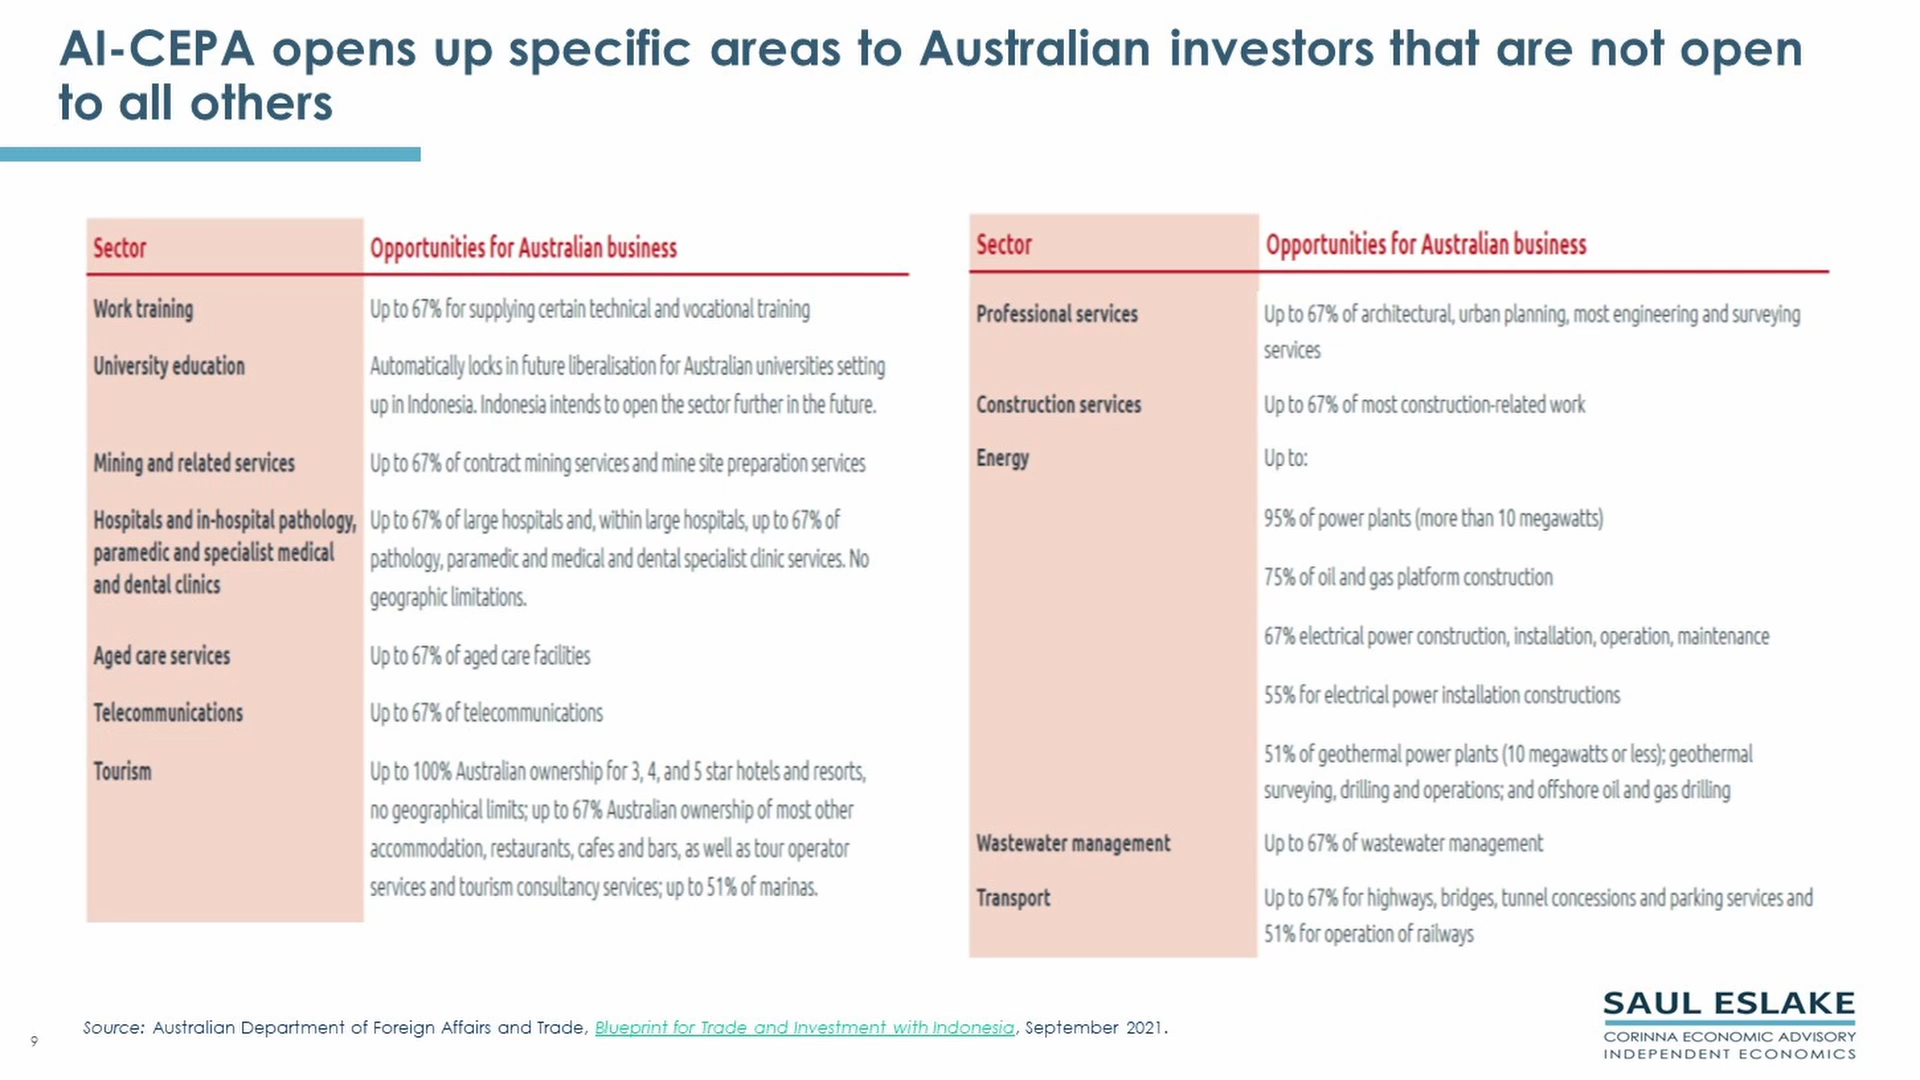 AI-CEPA opens up specific areas to Australian investors that are not open
to all others
Sector
Opportunities for Australian business
Work training
Up to 67% for supplying certain technical and vocational training
University education
Automatically locks in future liberalisation for Australian universities setting
up in Indonesia. Indonesia intends to open the sector further in the future.
Mining and related services
Up to 67% of contract mining services and mine site preparation services
Hospitals and in-hospital pathology,
paramedic and specialist medical
and dental clinics
Up to 67% of large hospitals and, within large hospitals, up to 67% of
pathology, paramedic and medical and dental specialist clinic services. No
geographic limitations.
Aged care services
Up to 67% of aged care facilities
Telecommunications
Up to 67% of telecommunications
Tourism
Up to 100% Australian ownership for 3, 4, and 5 star hotels and resorts,
no geographical limits; up to 67% Australian ownership of most other
accommodation, restaurants, cafes and bars, as well as tour operator
services and tourism consultancy services; up to 51% of marinas.
Sector
Opportunities for Australian business
Professional services
Up to 67% of architectural, urban planning, most engineering and surveying
services
Construction services
Up to 67% of most construction-related work
Energy
Up to:
95% of power plants (more than 10 megawatts)
75% of oil and gas platform construction
67% electrical power construction, installation, operation, maintenance
55% for electrical power installation constructions
51% of geothermal power plants (10 megawatts or less); geothermal
surveying, drilling and operations; and offshore oil and gas drilling
Wastewater management
Up to 67% of wastewater management
Transport
Up to 67% for highways, bridges, tunnel concessions and parking services and
51% for operation of railways
Source: Australian Department of Foreign Affairs and Trade, Blueprint for Trade and Investment with Indonesia, September 2021.
9
SAUL ESLAKE
CORINNA ECONOMIC ADVISORY
INDEPENDENT ECONOMICS